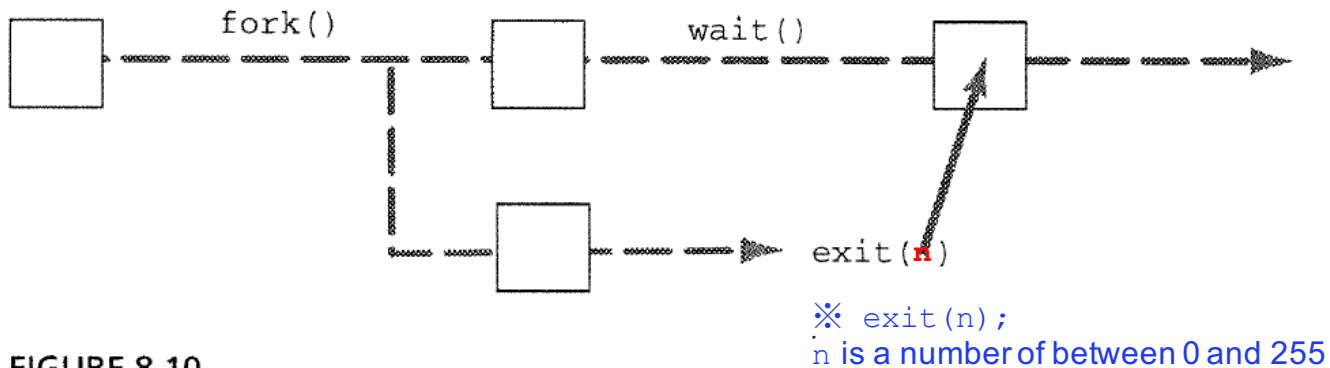 fork()
wait()
exit(n)
※ exit(n);
n is a number of between 0 and 255
FIGURE 8.10